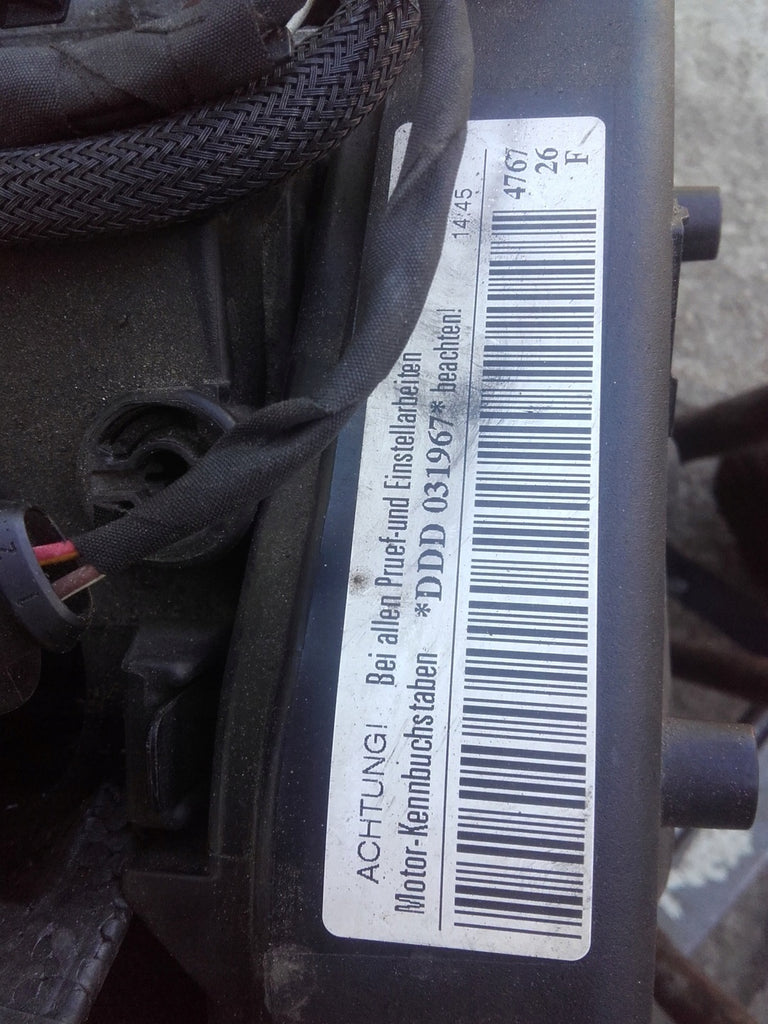 ACHTUNG! Bei allen Pruef-und Einstellarbeiten
Motor-Kennbuchstaben *DDD 031967* beachten!
14:45
4767
26
F